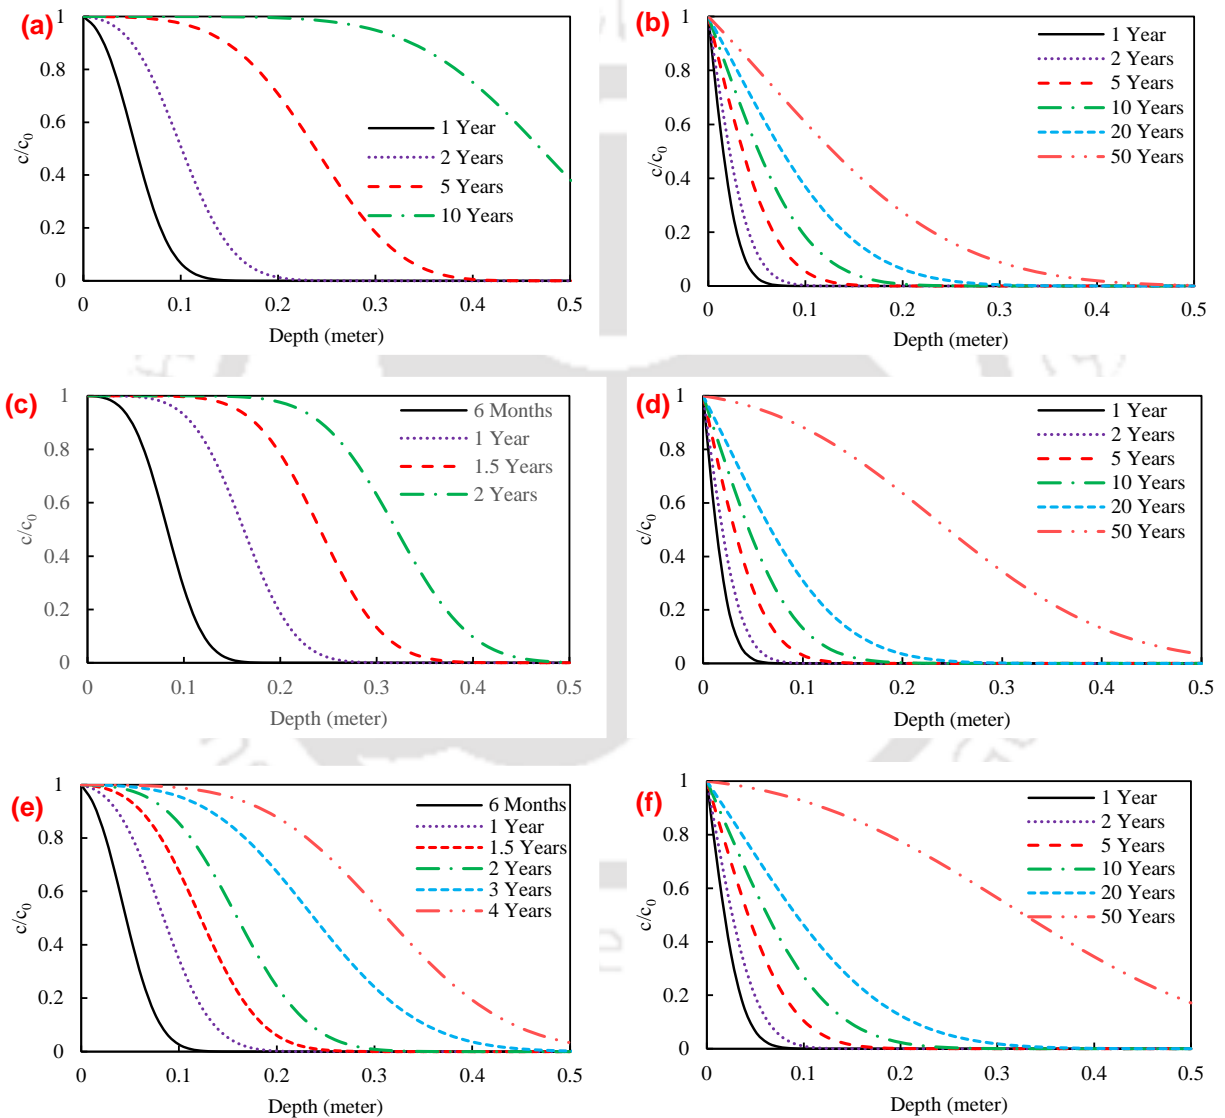 (a)
1
0.8
0.6
0.4
0.2
0
c/c0
0 0.1 0.2 0.3 0.4 0.5
Depth (meter)
1 Year
2 Years
5 Years
10 Years
(b)
1
0.8
0.6
0.4
0.2
0
c/c0
0 0.1 0.2 0.3 0.4 0.5
Depth (meter)
1 Year
2 Years
5 Years
10 Years
20 Years
50 Years
(c)
1
0.8
0.6
0.4
0.2
0
c/c0
0 0.1 0.2 0.3 0.4 0.5
Depth (meter)
6 Months
1 Year
1.5 Years
2 Years
(d)
1
0.8
0.6
0.4
0.2
0
c/c0
0 0.1 0.2 0.3 0.4 0.5
Depth (meter)
1 Year
2 Years
5 Years
10 Years
20 Years
50 Years
(e)
1
0.8
0.6
0.4
0.2
0
c/c0
0 0.1 0.2 0.3 0.4 0.5
Depth (meter)
6 Months
1 Year
1.5 Years
2 Years
3 Years
4 Years
(f)
1
0.8
0.6
0.4
0.2
0
c/c0
0 0.1 0.2 0.3 0.4 0.5
Depth (meter)
1 Year
2 Years
5 Years
10 Years
20 Years
50 Years